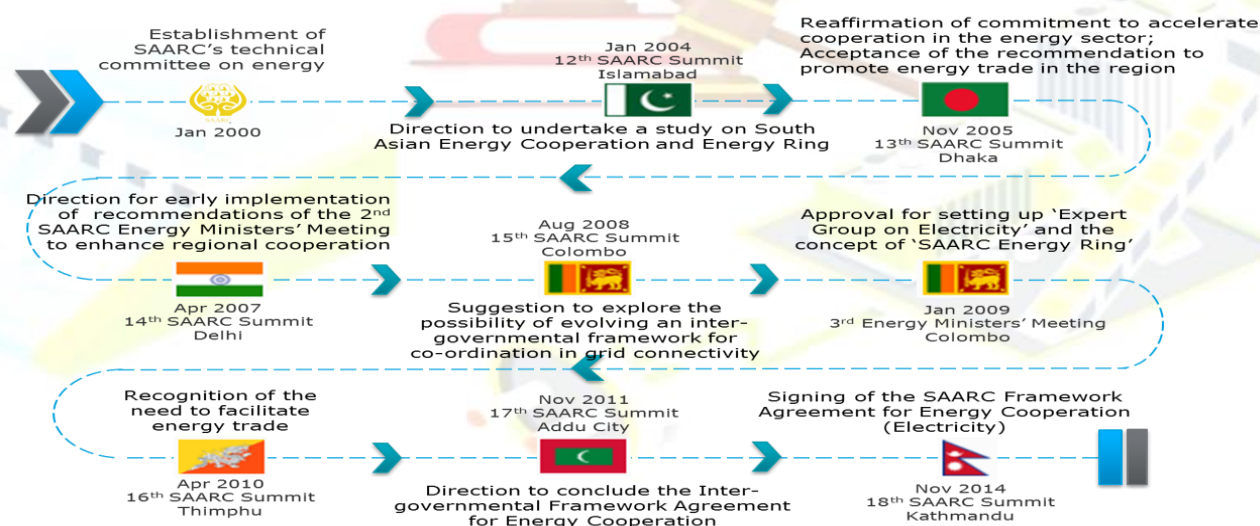 Establishment of
SAARC's technical
committee on energy
Jan 2000
Jan 2004
12th SAARC Summit
Islamabad
Direction to undertake a study on South
Asian Energy Cooperation and Energy Ring
Reaffirmation of commitment to accelerate
cooperation in the energy sector;
Acceptance of the recommendation to
promote energy trade in the region
Nov 2005
13th SAARC Summit
Dhaka
Direction for early implementation
of recommendations of the 2nd
SAARC Energy Ministers' Meeting
to enhance regional cooperation
Apr 2007
14th SAARC Summit
Delhi
Aug 2008
15th SAARC Summit
Colombo
Suggestion to explore the
possibility of evolving an inter-
governmental framework for
co-ordination in grid connectivity
Approval for setting up ‘Expert
Group on Electricity’ and the
concept of ‘SAARC Energy Ring’
Jan 2009
3rd Energy Ministers' Meeting
Colombo
Recognition of the
need to facilitate
energy trade
Apr 2010
16th SAARC Summit
Thimphu
Nov 2011
17th SAARC Summit
Addu City
Direction to conclude the Inter-
governmental Framework Agreement
for Energy Cooperation
Signing of the SAARC Framework
Agreement for Energy Cooperation
(Electricity)
Nov 2014
18th SAARC Summit
Kathmandu